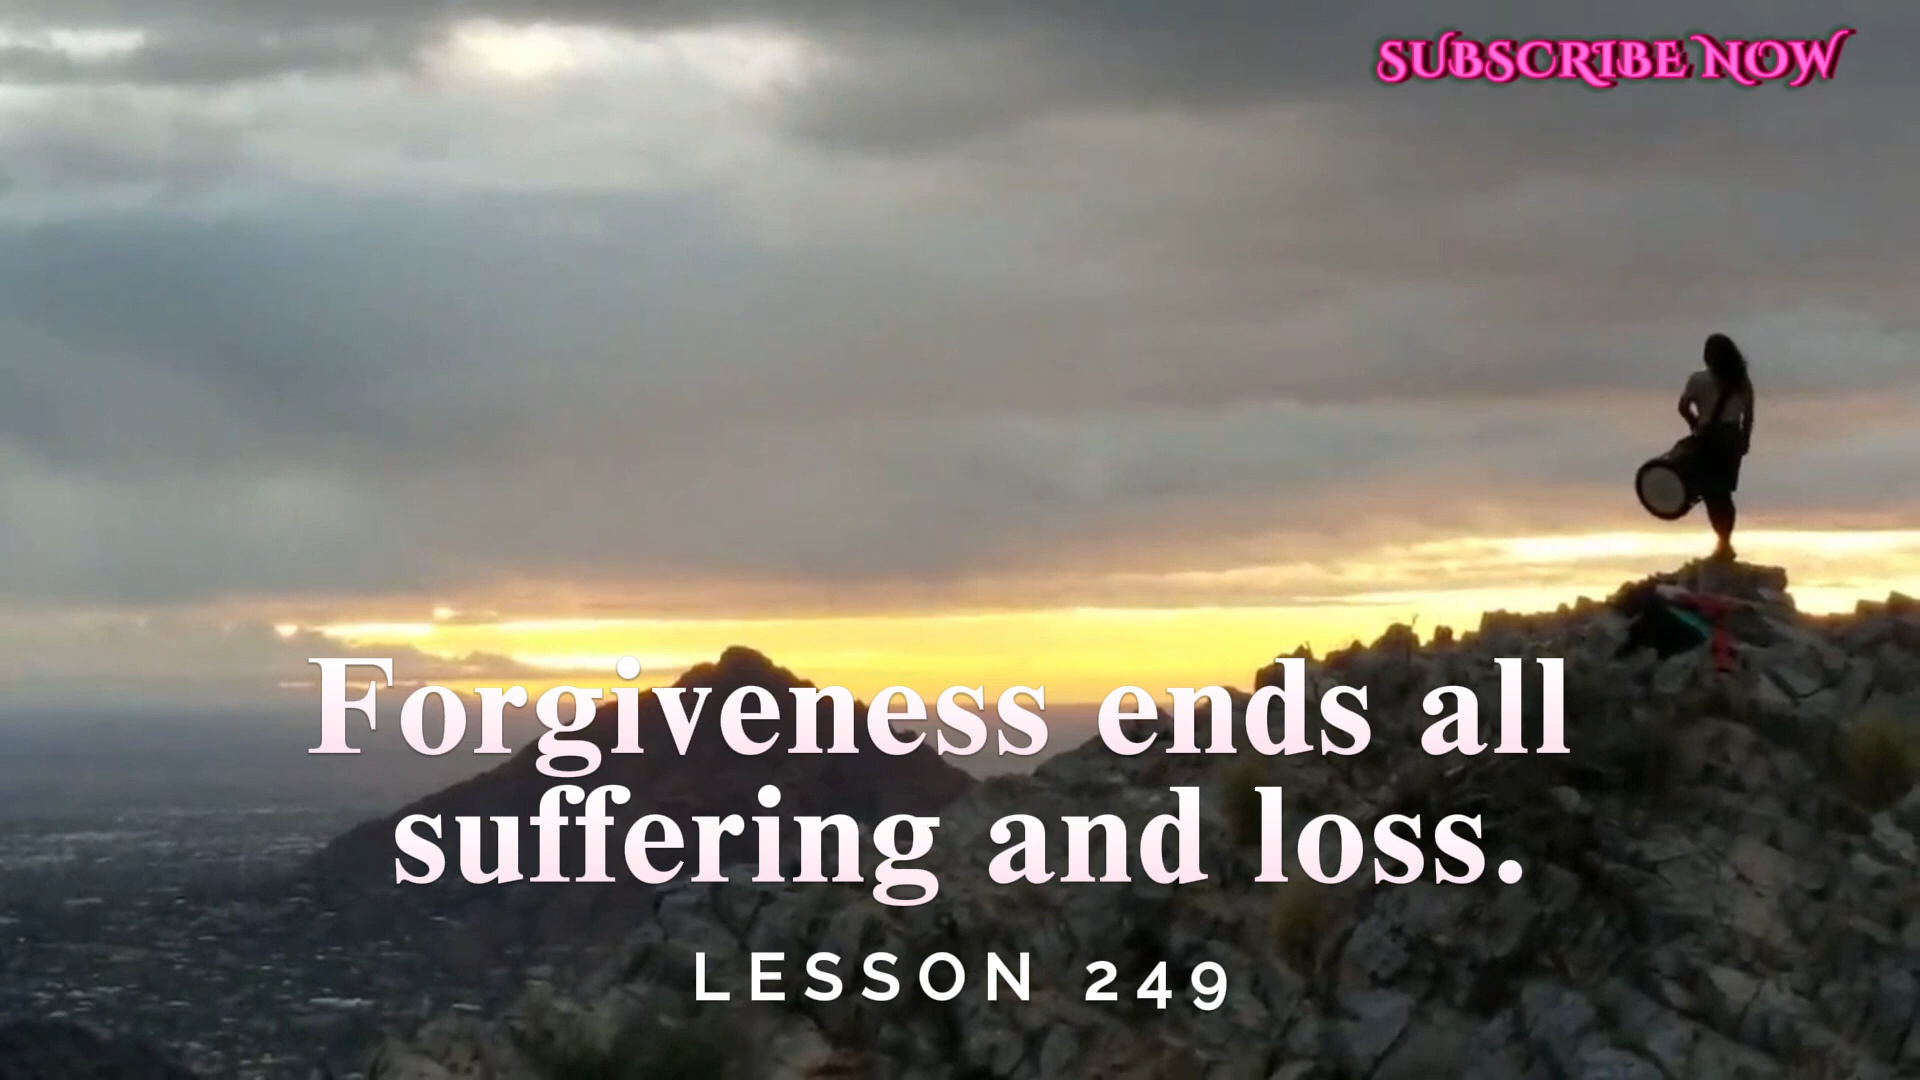 SUBSCRIBE NOW
Forgiveness ends all
suffering and loss.
LESSON 249